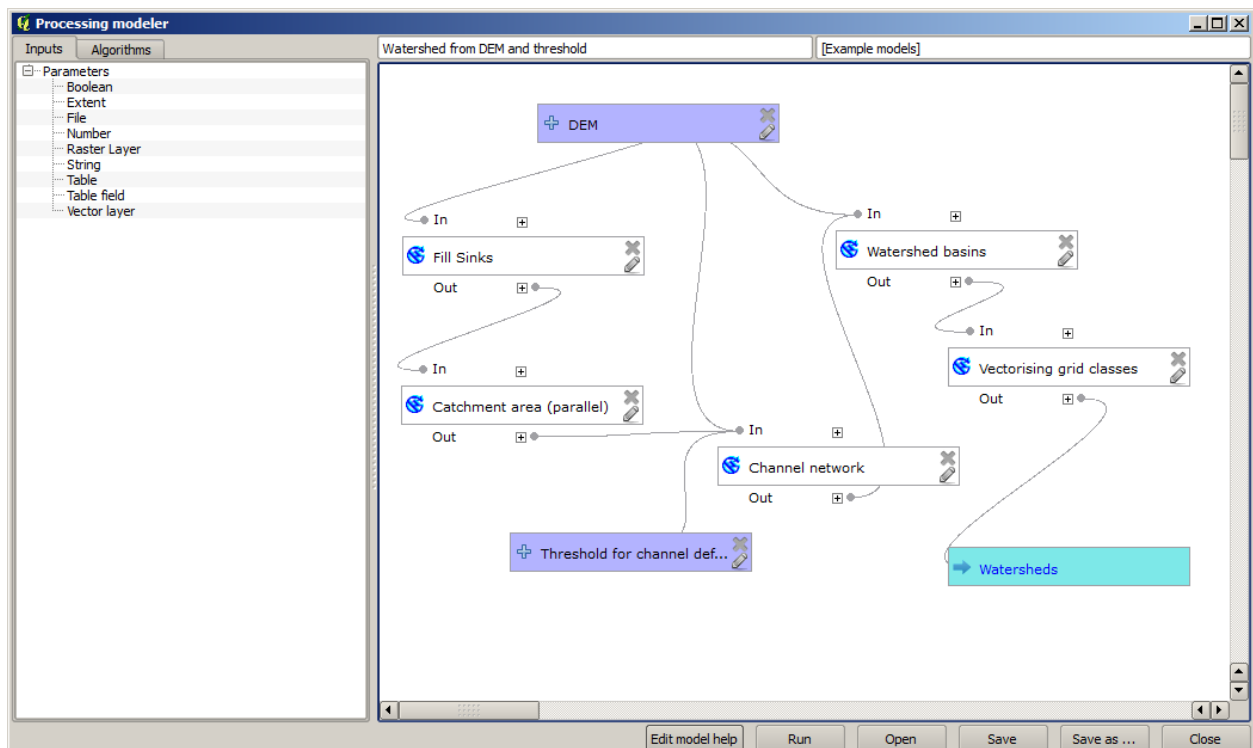 Processing modeler
Inputs Algorithms
Watershed from DEM and threshold
[Example models]
Parameters
Boolean
Extent
File
Number
Raster Layer
String
Table
Table field
Vector layer
DEM
In
Fill Sinks
Out
In
Watershed basins
Out
In
Vectorising grid classes
Out
In
Catchment area (parallel)
Out
In
Channel network
Out
Threshold for channel def...
Watersheds
Edit model help Run Open Save Save as ... Close